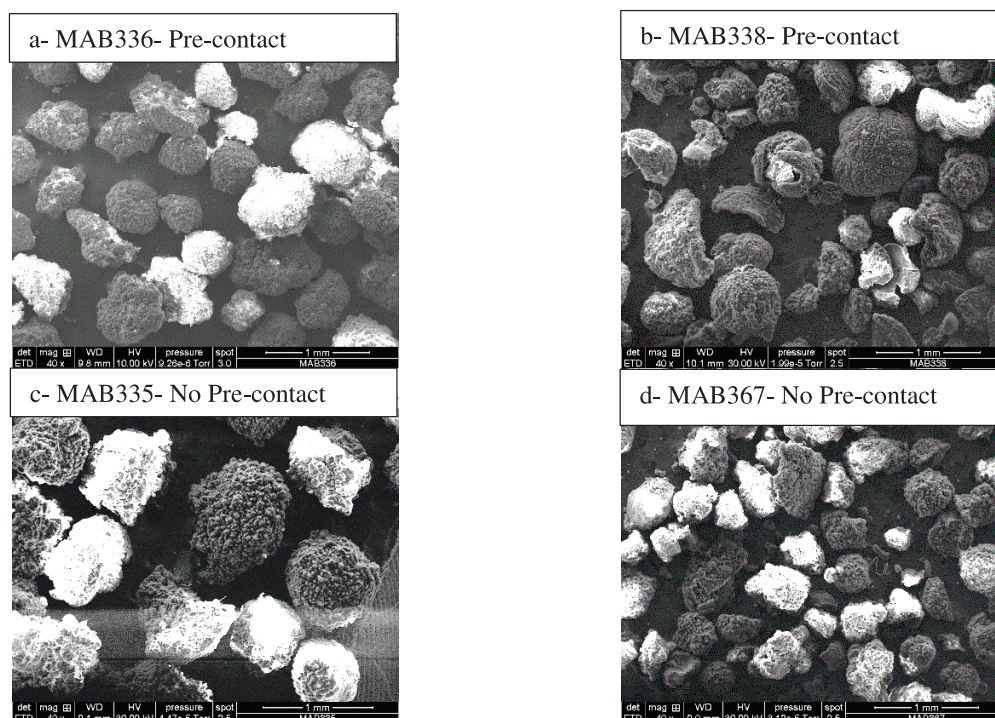 a- MAB336- Pre-contact
b- MAB338- Pre-contact
det mag WD HV pressure spot 1 mm
ETD 40 x 9.8 mm 10.00 kV 9.26e-6 Torr 3.0 MAB336
det mag WD HV pressure spot 1 mm
ETD 40 x 10.1 mm 30.00 kV 1.99e-5 Torr 2.5 MAB336
c- MAB335- No Pre-contact
d- MAB367- No Pre-contact
det mag WD HV pressure spot 1 mm
det mag WD HV pressure spot 1 mm